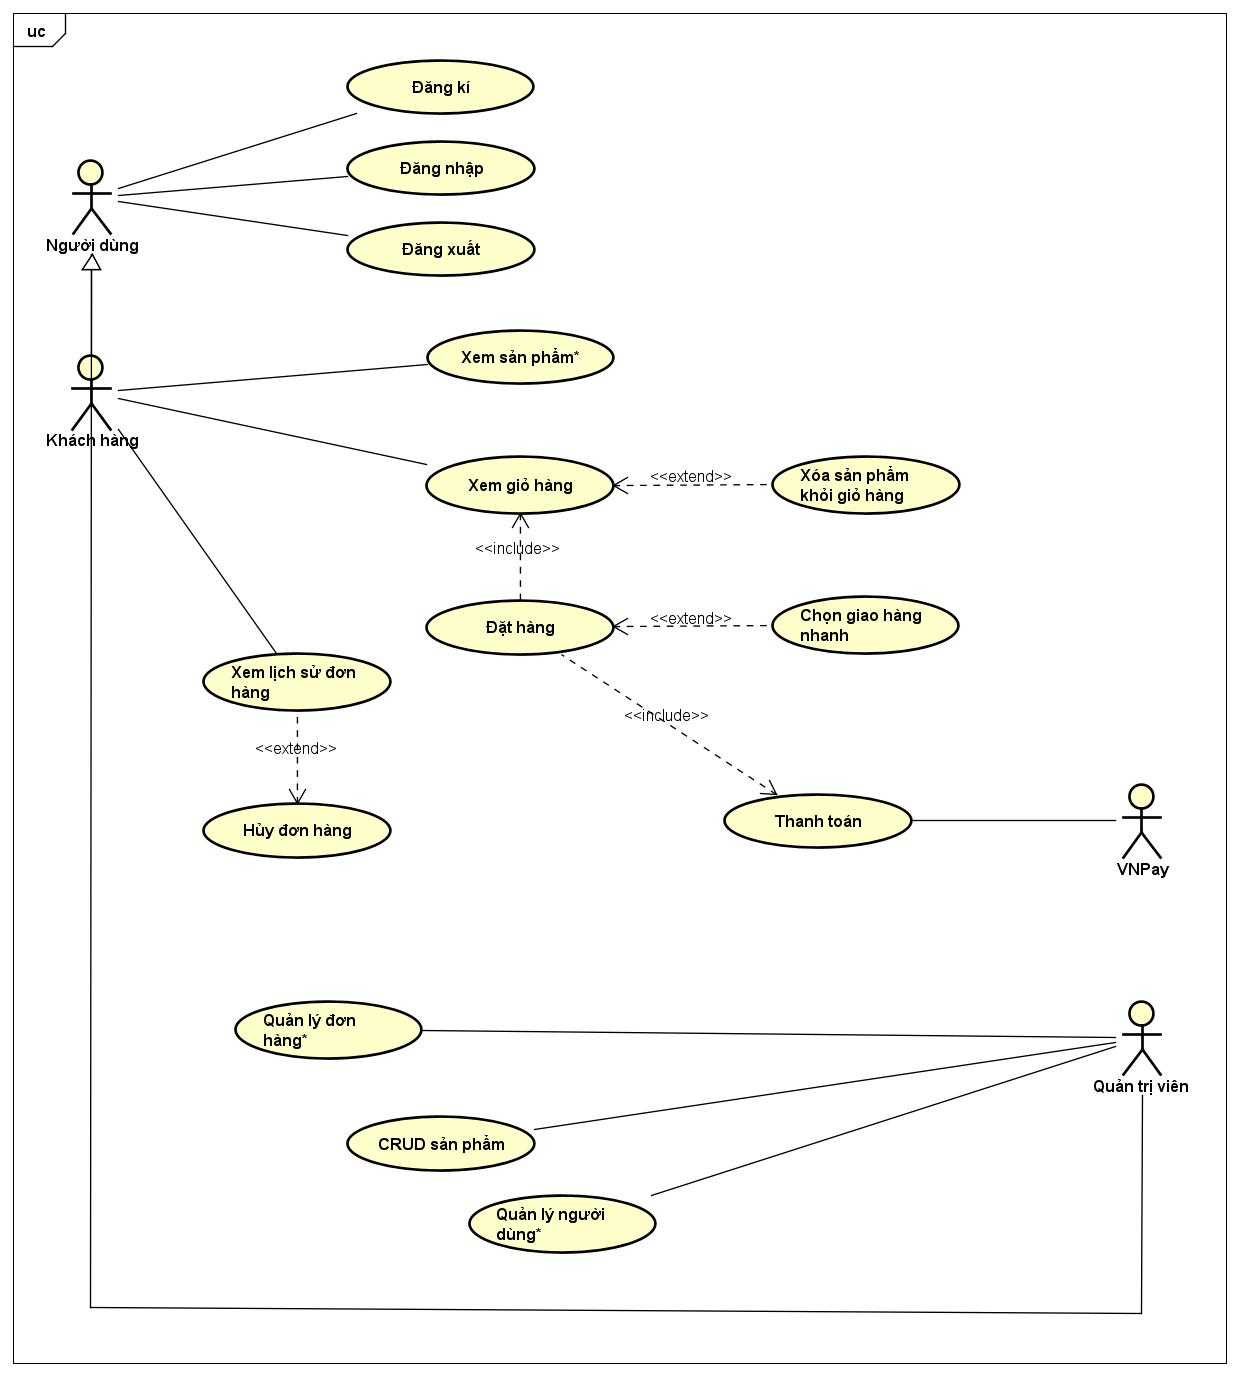 uc
Đăng kí
Đăng nhập
Người dùng
Đăng xuất
Xem sản phẩm*
Khách hàng
Xem giỏ hàng
<<extend>>
Xóa sản phẩm
khỏi giỏ hàng
<<include>>
Đặt hàng
<<extend>>
Chọn giao hàng
nhanh
Xem lịch sử đơn
hàng
<<include>>
<<extend>>
Hủy đơn hàng
Thanh toán
VNPay
Quản lý đơn
hàng*
Quản trị viên
CRUD sản phẩm
Quản lý người
dùng*